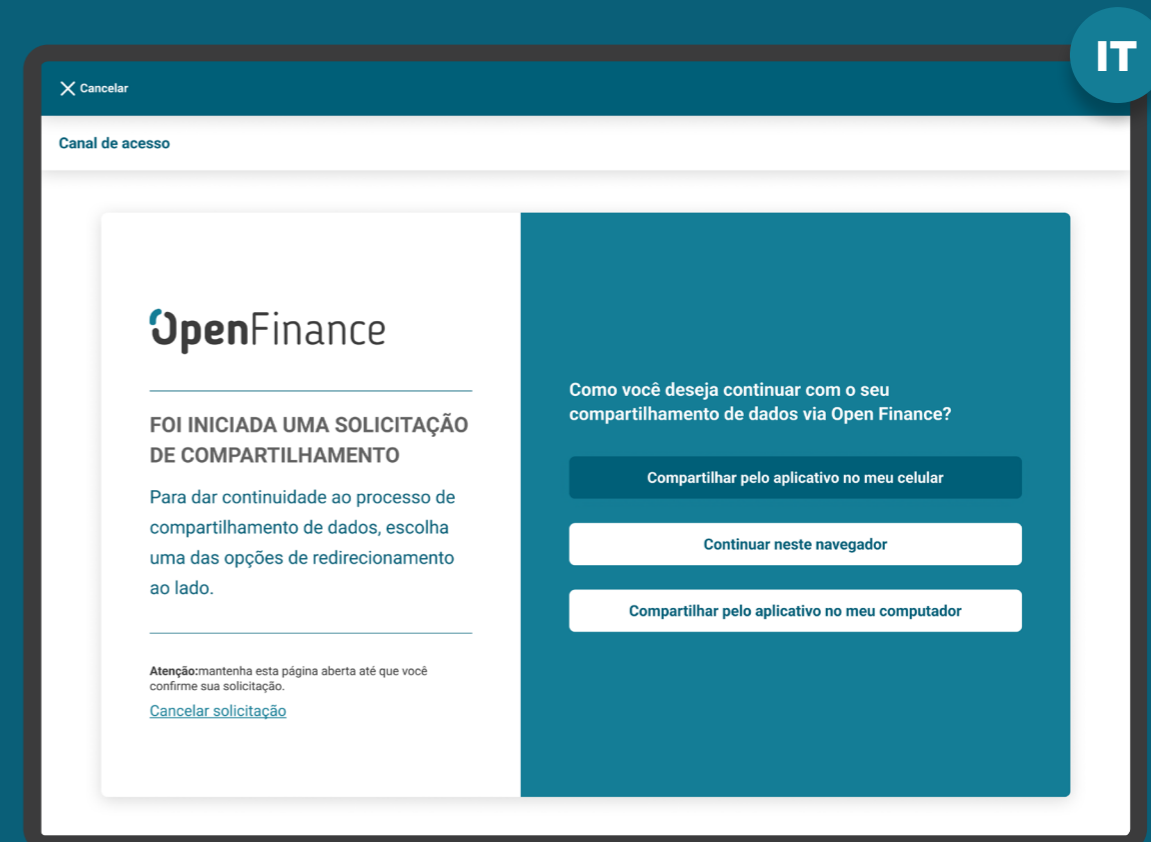 IT
Cancelar
Canal de acesso
OpenFinance
FOI INICIADA UMA SOLICITAÇÃO
DE COMPARTILHAMENTO
Para dar continuidade ao processo de
compartilhamento de dados, escolha
uma das opções de redirecionamento
ao lado.
Atenção:mantenha esta página aberta até que você
confirme sua solicitação.
Cancelar solicitação
Como você deseja continuar com o seu
compartilhamento de dados via Open Finance?
Compartilhar pelo aplicativo no meu celular
Continuar neste navegador
Compartilhar pelo aplicativo no meu computador